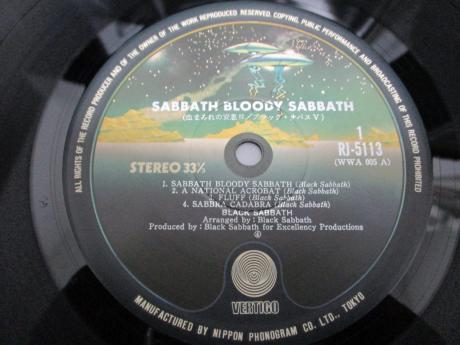 ALL RIGHTS OF THE RECORD PRODUCER AND OF THE OWNER OF THE WORK REPRODUCED RESERVED. COPYING, PUBLIC PERFORMANCE AND BROADCASTING OF THIS RECORD PROHIBITED
SABBATH BLOODY SABBATH
(血まみれの安息日/ブラック・サバス V)
1
RJ-5113
(WWA 005 A)
STEREO 33⅓
1. SABBATH BLOODY SABBATH (Black Sabbath)
2. A NATIONAL ACROBAT (Black Sabbath)
3. FLUFF (Black Sabbath)
4. SABBRA CADABRA (Black Sabbath)
BLACK SABBATH
Arranged by : Black Sabbath
Produced by : Black Sabbath for Excellency Productions
④
VERTIGO
MANUFACTURED BY NIPPON PHONOGRAM CO. LTD., TOKYO